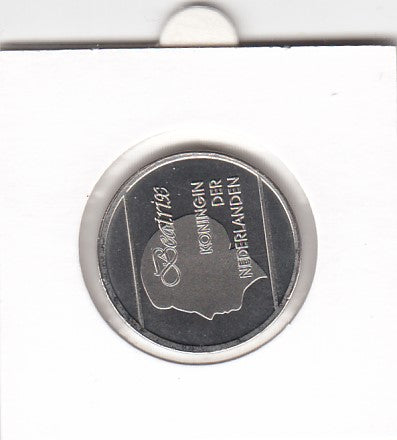 Beatrix
KONINGIN
DER
NEDERLANDEN